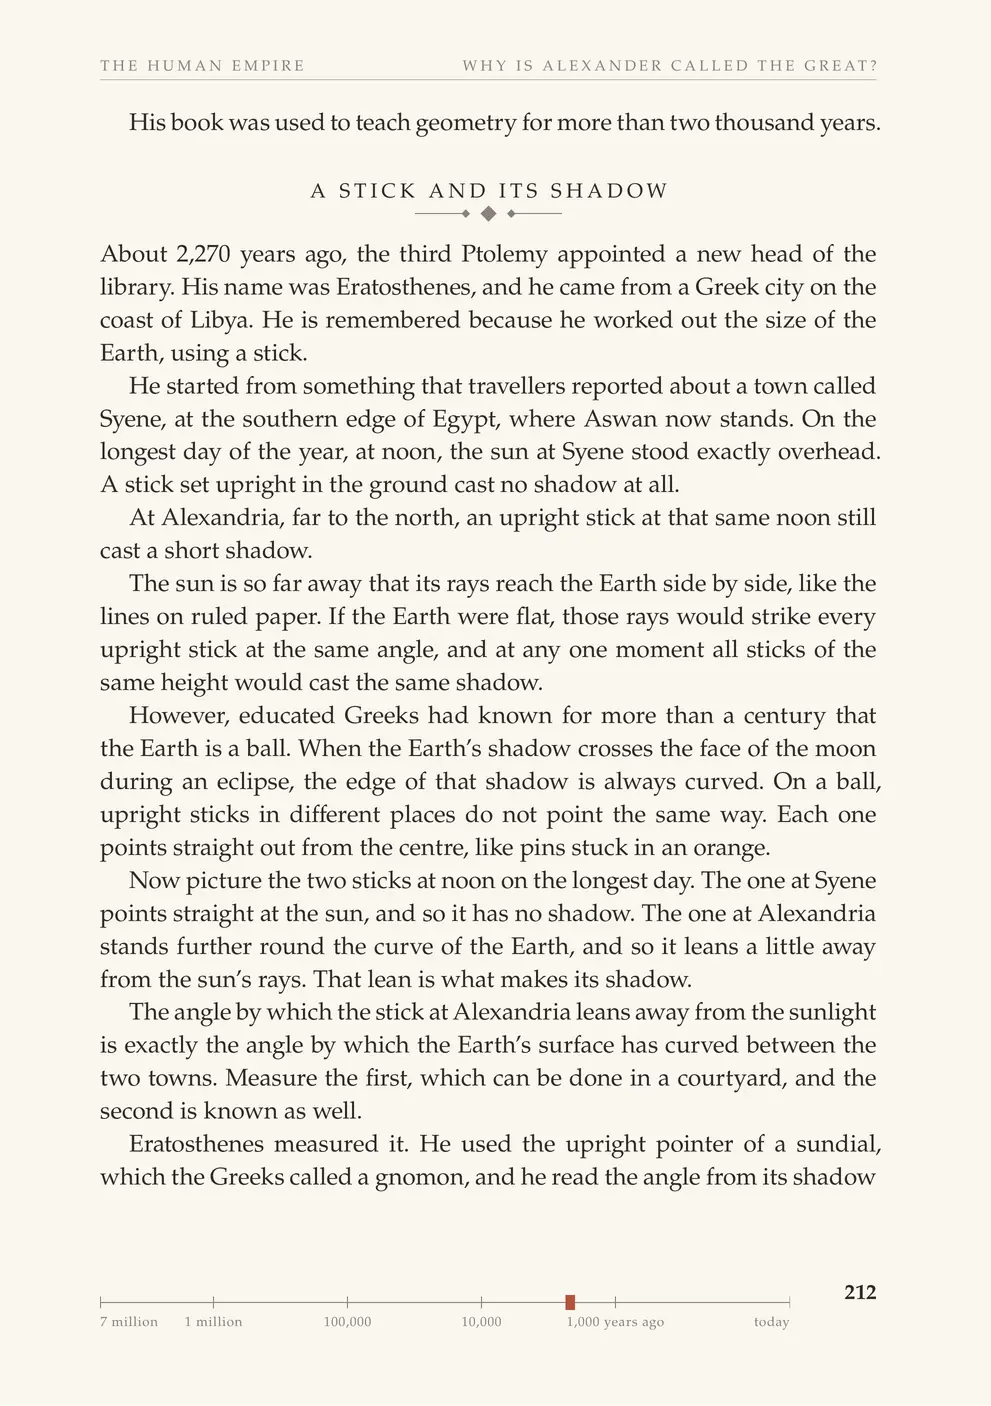 THE HUMAN EMPIRE
WHY IS ALEXANDER CALLED THE GREAT?
His book was used to teach geometry for more than two thousand years.
A STICK AND ITS SHADOW
About 2,270 years ago, the third Ptolemy appointed a new head of the
library. His name was Eratosthenes, and he came from a Greek city on the
coast of Libya. He is remembered because he worked out the size of the
Earth, using a stick.
He started from something that travellers reported about a town called
Syene, at the southern edge of Egypt, where Aswan now stands. On the
longest day of the year, at noon, the sun at Syene stood exactly overhead.
A stick set upright in the ground cast no shadow at all.
At Alexandria, far to the north, an upright stick at that same noon still
cast a short shadow.
The sun is so far away that its rays reach the Earth side by side, like the
lines on ruled paper. If the Earth were flat, those rays would strike every
upright stick at the same angle, and at any one moment all sticks of the
same height would cast the same shadow.
However, educated Greeks had known for more than a century that
the Earth is a ball. When the Earth’s shadow crosses the face of the moon
during an eclipse, the edge of that shadow is always curved. On a ball,
upright sticks in different places do not point the same way. Each one
points straight out from the centre, like pins stuck in an orange.
Now picture the two sticks at noon on the longest day. The one at Syene
points straight at the sun, and so it has no shadow. The one at Alexandria
stands further round the curve of the Earth, and so it leans a little away
from the sun’s rays. That lean is what makes its shadow.
The angle by which the stick at Alexandria leans away from the sunlight
is exactly the angle by which the Earth’s surface has curved between the
two towns. Measure the first, which can be done in a courtyard, and the
second is known as well.
Eratosthenes measured it. He used the upright pointer of a sundial,
which the Greeks called a gnomon, and he read the angle from its shadow
212
7 million
1 million
100,000
10,000
1,000 years ago
today